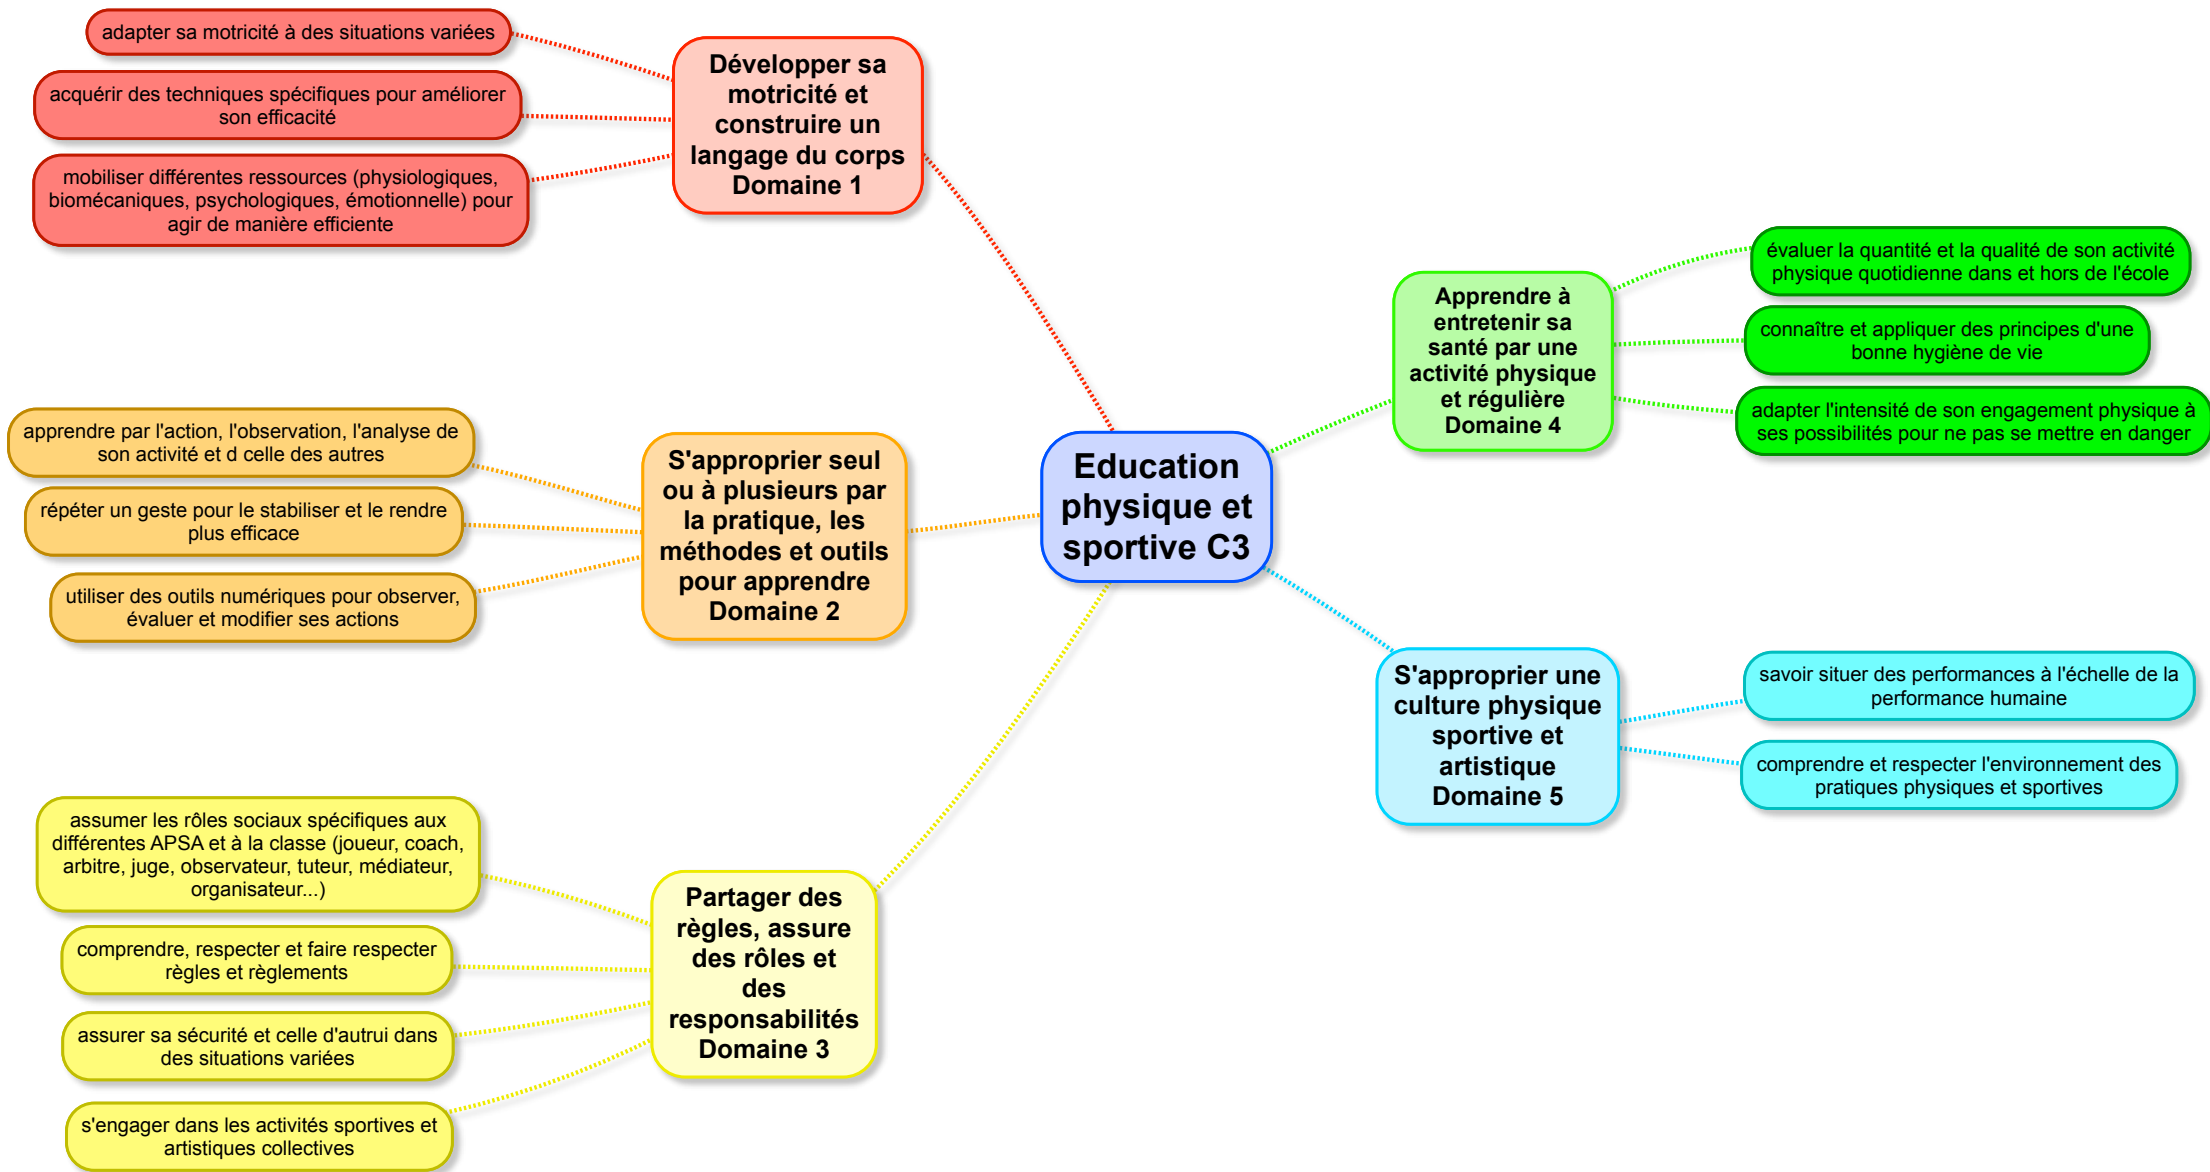 adapter sa motricité à des situations variées
acquérir des techniques spécifiques pour améliorer
son efficacité
mobiliser différentes ressources (physiologiques,
biomécaniques, psychologiques, émotionnelle) pour
agir de manière efficiente
Développer sa
motricité et
construire un
langage du corps
Domaine 1
apprendre par l'action, l'observation, l'analyse de
son activité et d celle des autres
répéter un geste pour le stabiliser et le rendre
plus efficace
utiliser des outils numériques pour observer,
évaluer et modifier ses actions
S'approprier seul
ou à plusieurs par
la pratique, les
méthodes et outils
pour apprendre
Domaine 2
assumer les rôles sociaux spécifiques aux
différentes APSA et à la classe (joueur, coach,
arbitre, juge, observateur, tuteur, médiateur,
organisateur...)
comprendre, respecter et faire respecter
règles et règlements
assurer sa sécurité et celle d'autrui dans
des situations variées
s'engager dans les activités sportives et
artistiques collectives
Partager des
règles, assure
des rôles et
des
responsabilités
Domaine 3
Education
physique et
sportive C3
Apprendre à
entretenir sa
santé par une
activité physique
et régulière
Domaine 4
évaluer la quantité et la qualité de son activité
physique quotidienne dans et hors de l'école
connaître et appliquer des principes d'une
bonne hygiène de vie
adapter l'intensité de son engagement physique à
ses possibilités pour ne pas se mettre en danger
S'approprier une
culture physique
sportive et
artistique
Domaine 5
savoir situer des performances à l'échelle de la
performance humaine
comprendre et respecter l'environnement des
pratiques physiques et sportives